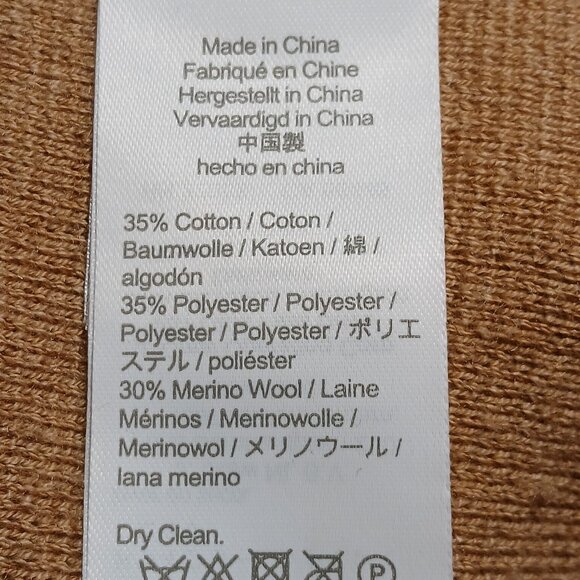 Made in China
Fabriqué en Chine
Hergestellt in China
Vervaardigd in China
中国製
hecho en china
35% Cotton / Coton /
Baumwolle / Katoen / 綿 /
algodón
35% Polyester / Polyester /
Polyester / Polyester / ポリエ
ステル / poliéster
30% Merino Wool / Laine
Mérinos / Merinowolle /
Merinowol / メリノウール /
lana merino
Dry Clean.
P